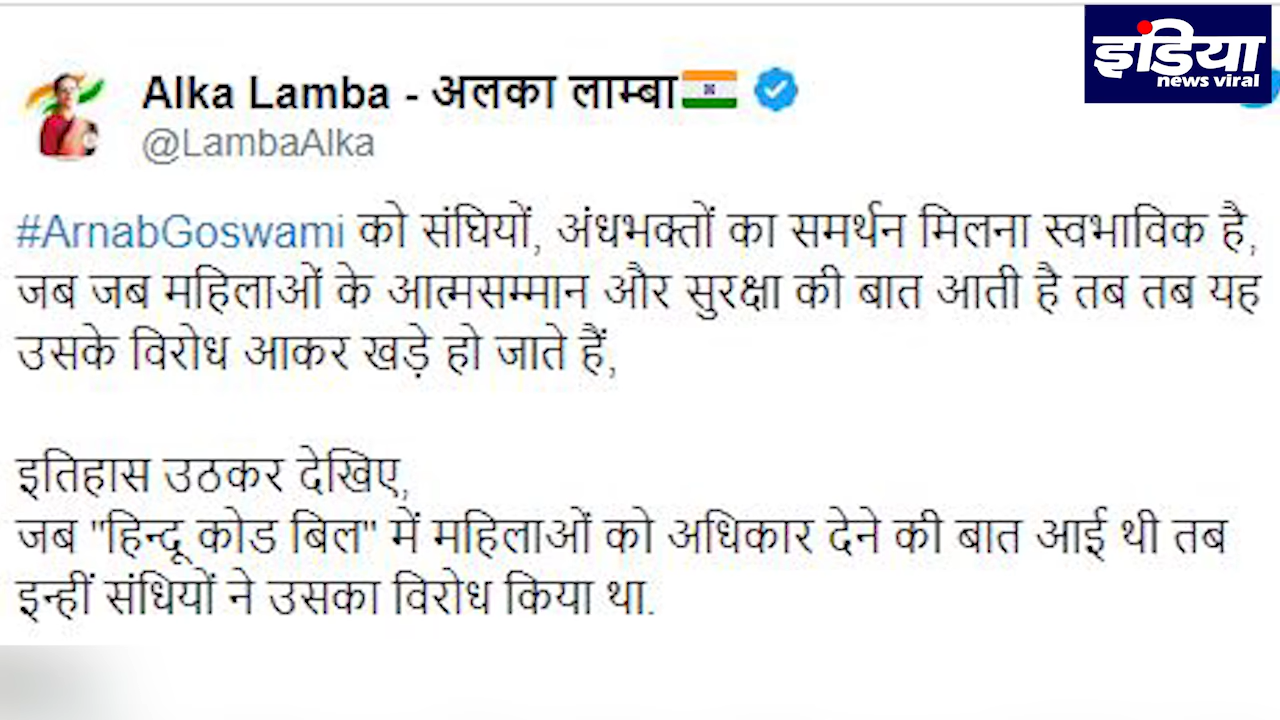 इंडिया
news viral
Alka Lamba - अलका लाम्बा
@LambaAlka
#ArnabGoswami को संघियों, अंधभक्तों का समर्थन मिलना स्वभाविक है,
जब जब महिलाओं के आत्मसम्मान और सुरक्षा की बात आती है तब तब यह
उसके विरोध आकर खड़े हो जाते हैं,
इतिहास उठकर देखिए,
जब "हिन्दू कोड बिल" में महिलाओं को अधिकार देने की बात आई थी तब
इन्हीं संधियों ने उसका विरोध किया था.